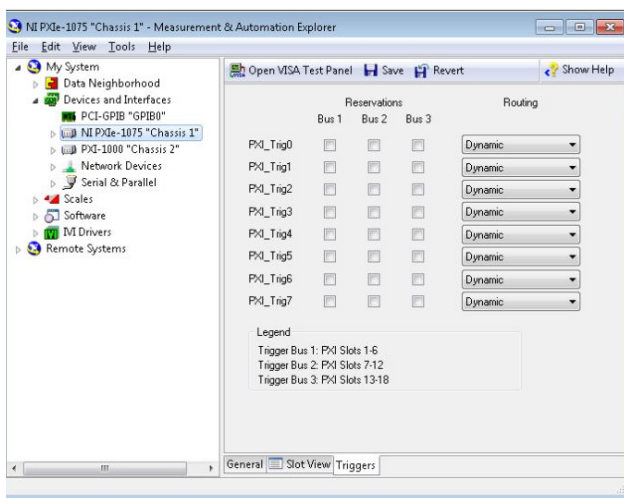 NI PXIe-1075 "Chassis 1" - Measurement & Automation Explorer
File Edit View Tools Help
My System
Data Neighborhood
Devices and Interfaces
PCI-GPIB "GPIB0"
NI PXIe-1075 "Chassis 1"
PXI-1000 "Chassis 2"
Network Devices
Serial & Parallel
Scales
Software
IVI Drivers
Remote Systems
Open VISA Test Panel Save Revert Show Help
Reservations Routing
Bus 1 Bus 2 Bus 3
PXI_Trig0 Dynamic
PXI_Trig1 Dynamic
PXI_Trig2 Dynamic
PXI_Trig3 Dynamic
PXI_Trig4 Dynamic
PXI_Trig5 Dynamic
PXI_Trig6 Dynamic
PXI_Trig7 Dynamic
Legend
Trigger Bus 1: PXI Slots 1-6
Trigger Bus 2: PXI Slots 7-12
Trigger Bus 3: PXI Slots 13-18
General Slot View Triggers